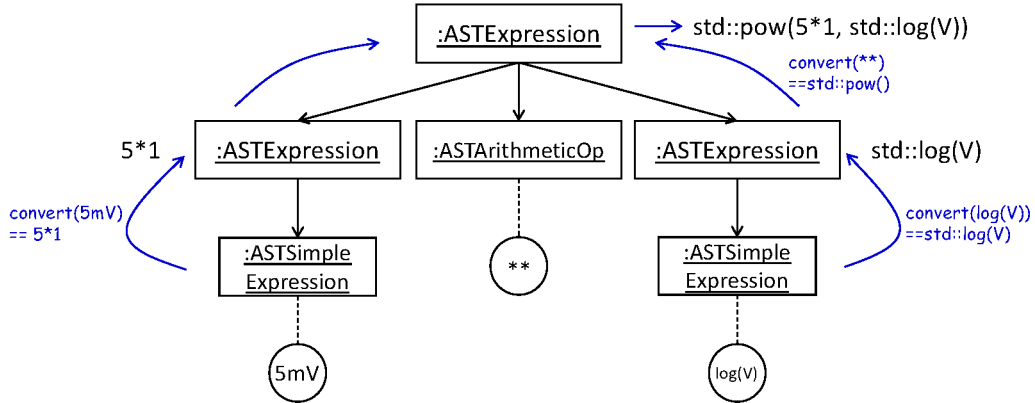 :ASTExpression
std::pow(5*1, std::log(V))
convert(**)
==std::pow()
5*1
:ASTExpression
:ASTArithmeticOp
:ASTExpression
std::log(V)
convert(5mV)
== 5*1
convert(log(V))
==std::log(V)
:ASTSimple
Expression
**
:ASTSimple
Expression
5mV
log(V)